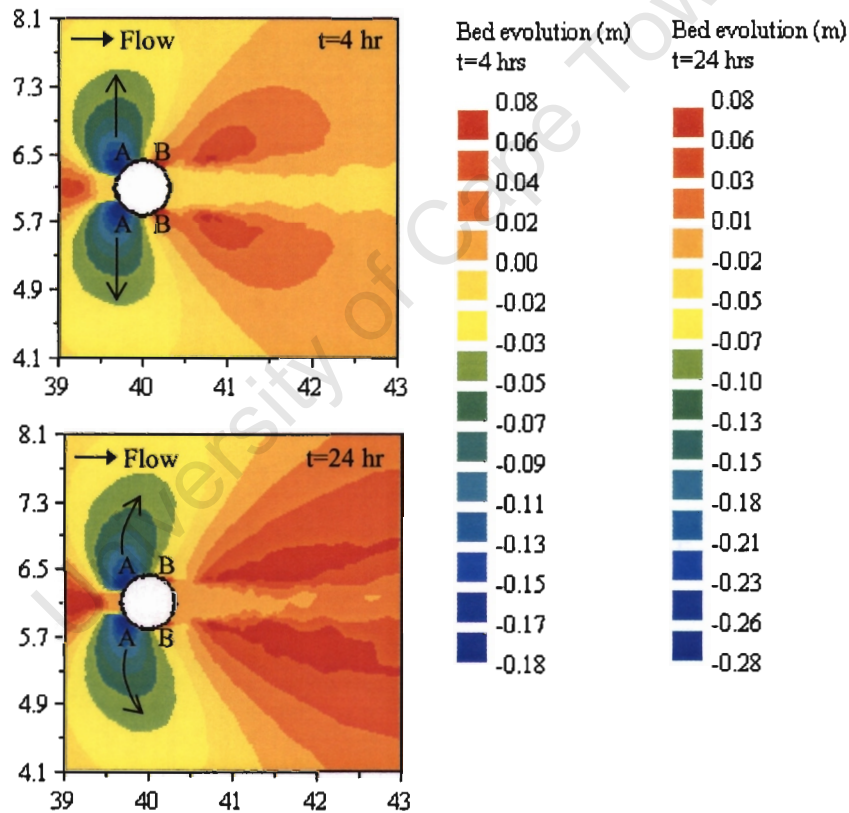 8.1
→ Flow
t=4 hr
7.3
6.5
A B
5.7
A B
4.9
4.1
39 40 41 42 43
8.1
→ Flow
t=24 hr
7.3
6.5
A B
5.7
A B
4.9
4.1
39 40 41 42 43
Bed evolution (m)
t=4 hrs
0.08
0.06
0.04
0.02
0.00
-0.02
-0.03
-0.05
-0.07
-0.09
-0.11
-0.13
-0.15
-0.17
-0.18
Bed evolution (m)
t=24 hrs
0.08
0.06
0.03
0.01
-0.02
-0.05
-0.07
-0.10
-0.13
-0.15
-0.18
-0.21
-0.23
-0.26
-0.28
University of Cape Tow